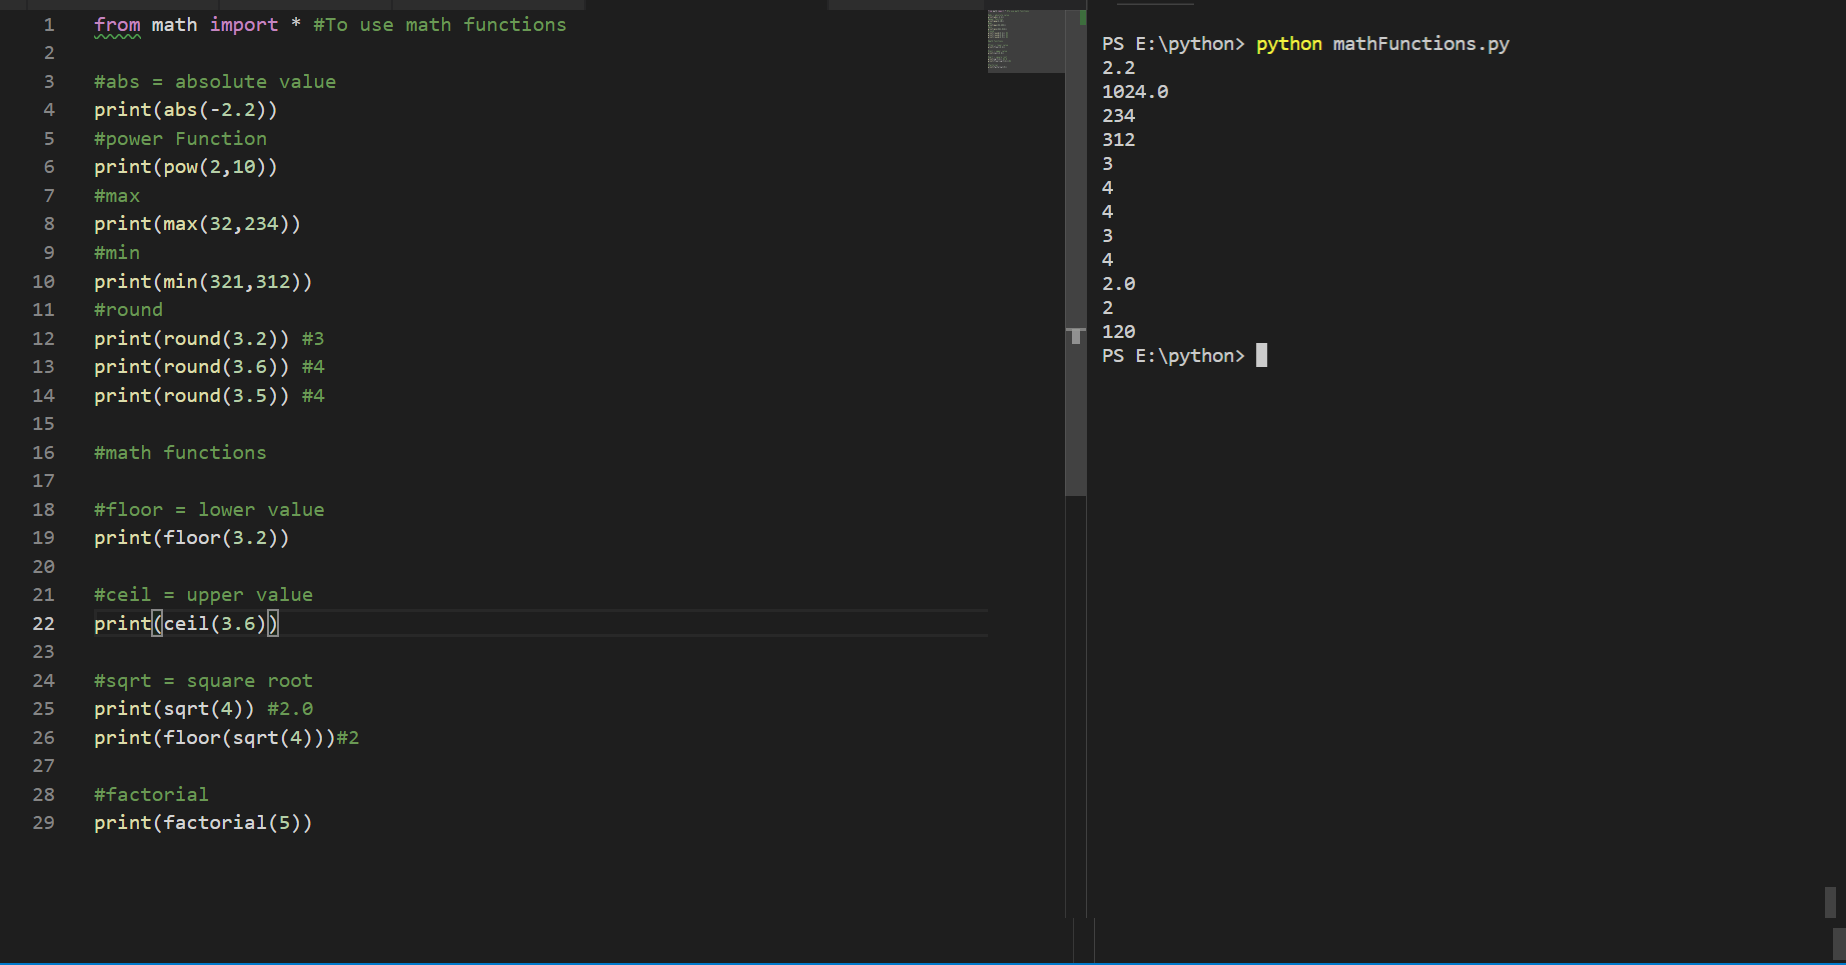 1 from math import * #To use math functions
2
3 #abs = absolute value
4 print(abs(-2.2))
5 #power Function
6 print(pow(2,10))
7 #max
8 print(max(32,234))
9 #min
10 print(min(321,312))
11 #round
12 print(round(3.2)) #3
13 print(round(3.6)) #4
14 print(round(3.5)) #4
15
16 #math functions
17
18 #floor = lower value
19 print(floor(3.2))
20
21 #ceil = upper value
22 print(ceil(3.6))
23
24 #sqrt = square root
25 print(sqrt(4)) #2.0
26 print(floor(sqrt(4)))#2
27
28 #factorial
29 print(factorial(5))
PS E:\python> python mathFunctions.py
2.2
1024.0
234
312
3
4
4
3
4
2.0
2
120
PS E:\python>